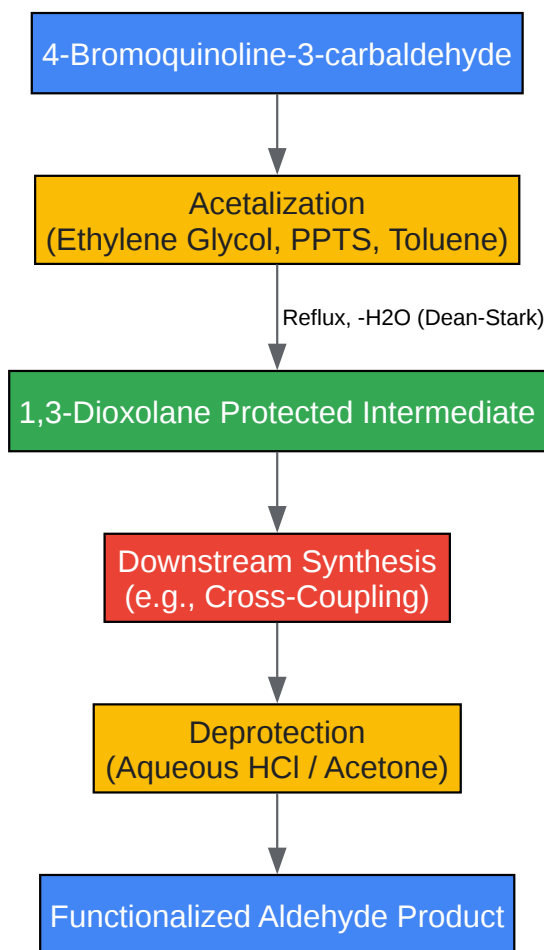 4-Bromoquinoline-3-carbaldehyde
Acetalization
(Ethylene Glycol, PPTS, Toluene)
Reflux, -H2O (Dean-Stark)
1,3-Dioxolane Protected Intermediate
Downstream Synthesis
(e.g., Cross-Coupling)
Deprotection
(Aqueous HCl / Acetone)
Functionalized Aldehyde Product